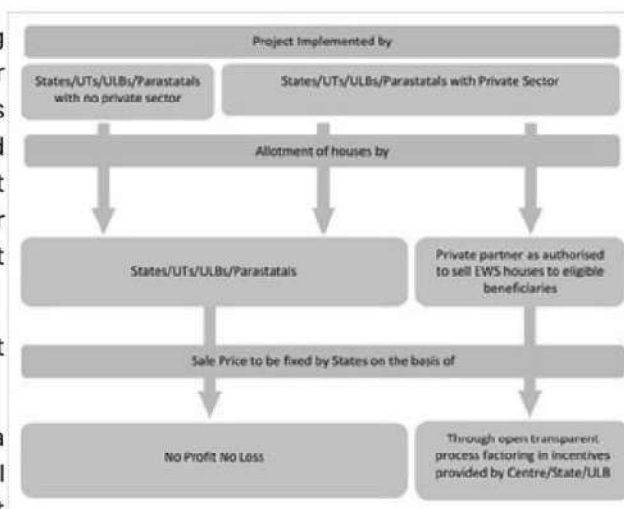 Project Implemented by
States/UTs/ULBs/Parastatals
with no private sector
States/UTs/ULBs/Parastatals with Private Sector
Allotment of houses by
States/UTs/ULBs/Parastatals
Private partner as authorised
to sell EWS houses to eligible
beneficiaries
Sale Price to be fixed by States on the basis of
No Profit No Loss
Through open transparent
process factoring in incentives
provided by Centre/State/ULB